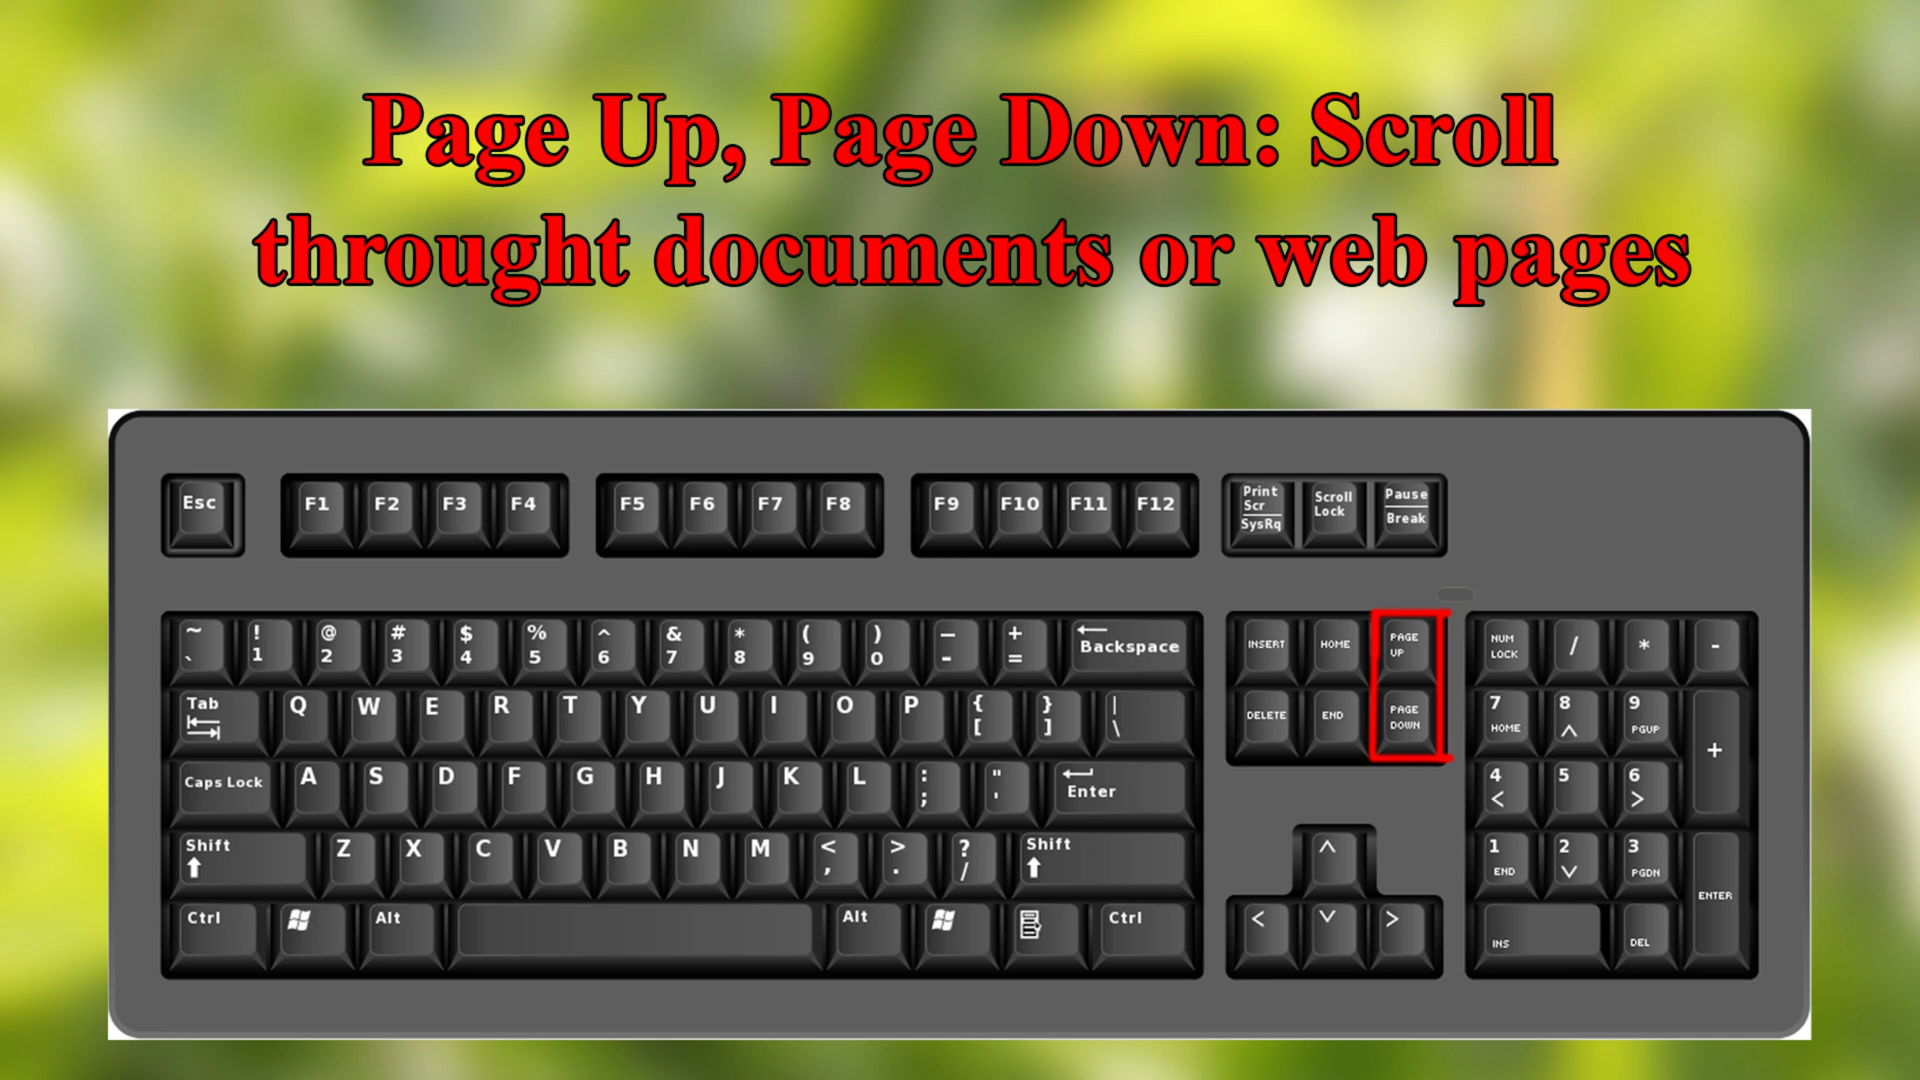 Page Up, Page Down: Scroll
throught documents or web pages
Esc F1 F2 F3 F4 F5 F6 F7 F8 F9 F10 F11 F12 Print Scr SysRq Scroll Lock Pause Break
~ ` ! 1 @ 2 # 3 $ 4 % 5 ^ 6 & 7 * 8 ( 9 ) 0 _ - + = Backspace INSERT HOME PAGE UP NUM LOCK / * -
Tab Q W E R T Y U I O P { [ } ] | \ DELETE END PAGE DOWN 7 HOME 8 ^ 9 PGUP +
Caps Lock A S D F G H J K L : ; " ' Enter 4 < 5 6 >
Shift Z X C V B N M < , > . ? / Shift ^ 1 END 2 v 3 PGDN ENTER
Ctrl Alt Alt Ctrl < v > INS DEL